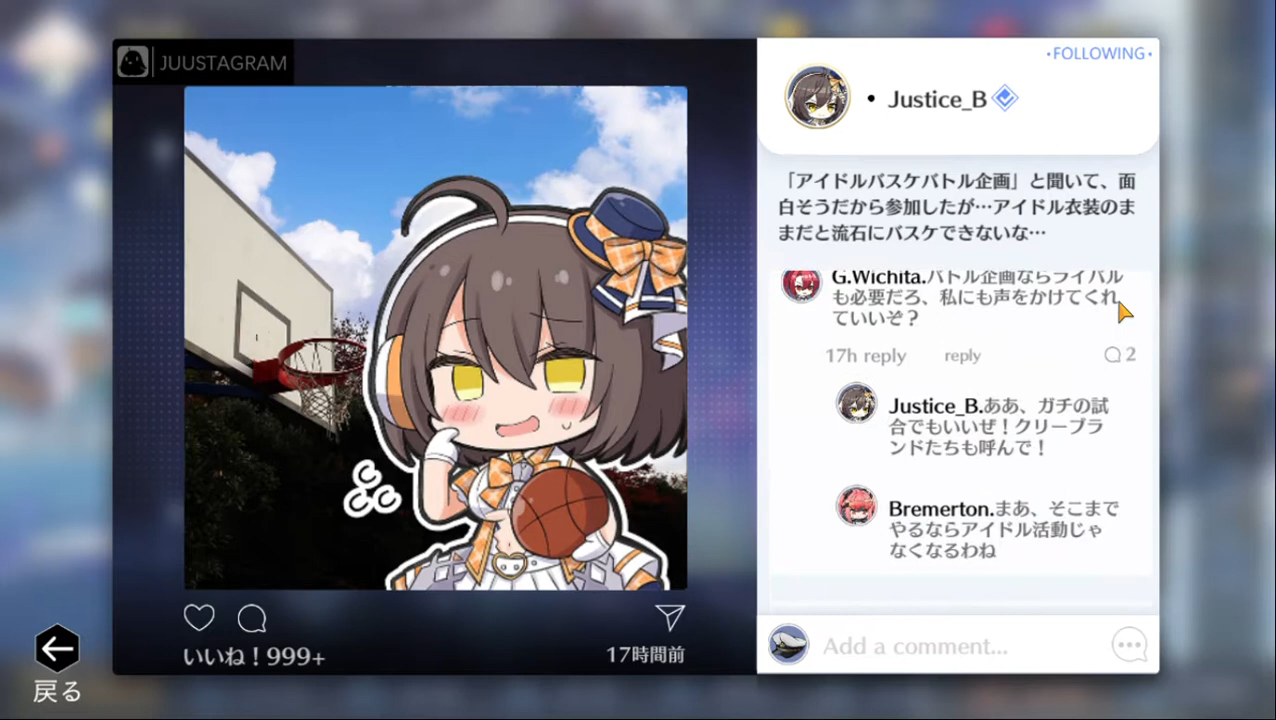 JUUSTAGRAM
•FOLLOWING•
• Justice_B
「アイドルバスケバトル企画」と聞いて、面
白そうだから参加したが…アイドル衣装のま
まだと流石にバスケできないな…
G.Wichita.バトル企画ならライバル
も必要だろ、私にも声をかけてくれ
ていいぞ？
17h reply reply 2
Justice_B.ああ、ガチの試
合でもいいぜ！クリーブラ
ンドたちも呼んで！
Bremerton.まあ、そこまで
やるならアイドル活動じゃ
なくなるわね
いいね！999+
17時間前
Add a comment...
戻る